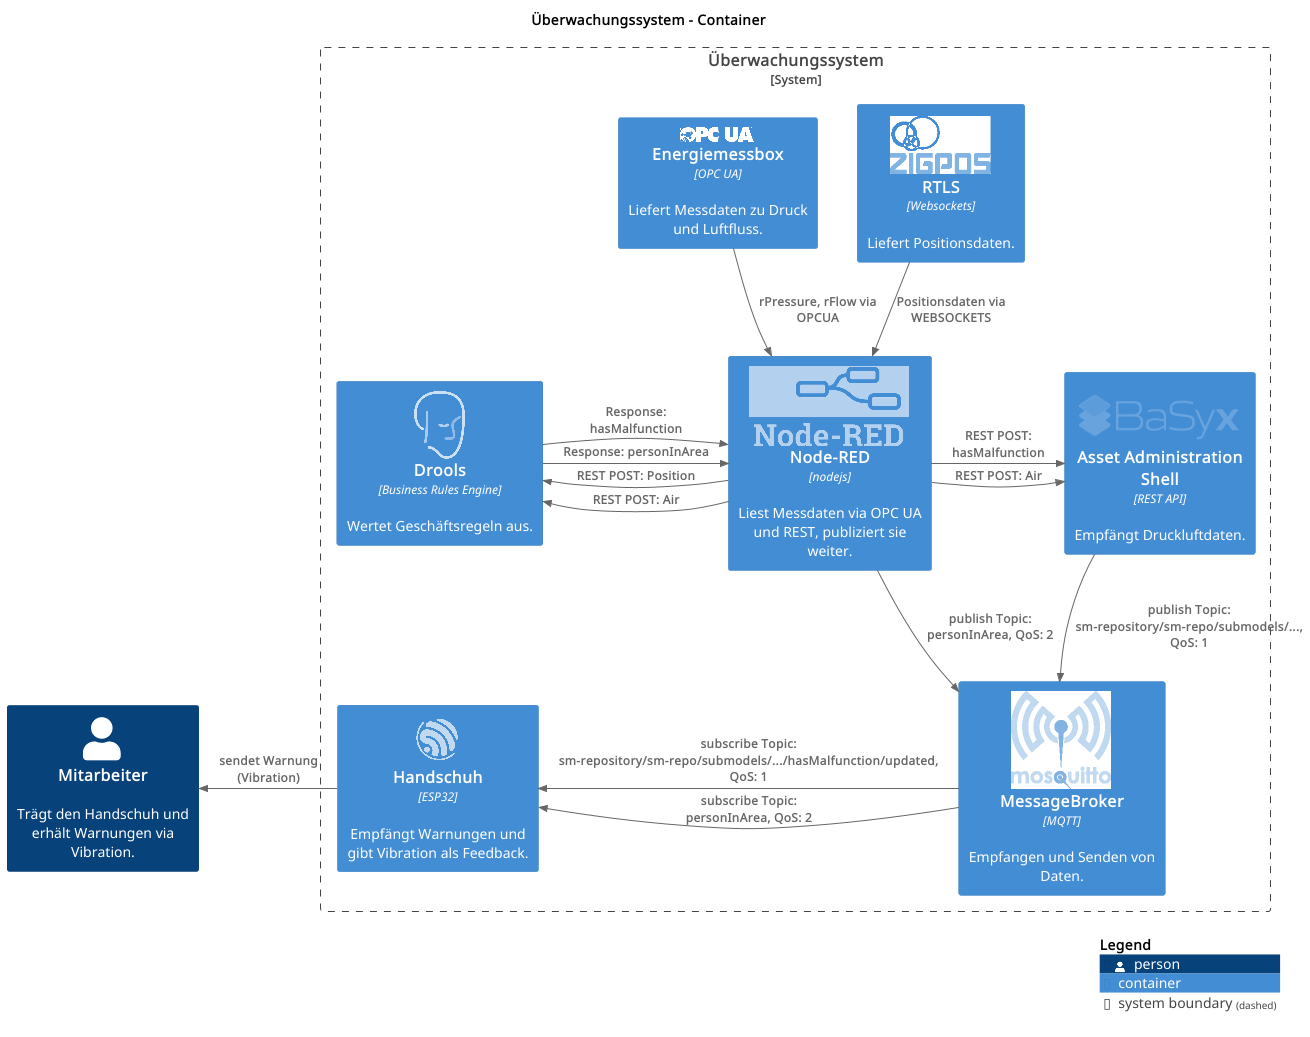 Überwachungssystem - Container
Überwachungssystem
[System]
OPC UA
Energiemessbox
[OPC UA]
Liefert Messdaten zu Druck
und Luftfluss.
ZIGPOS
RTLS
[Websockets]
Liefert Positionsdaten.
rPressure, rFlow via
OPCUA
Positionsdaten via
WEBSOCKETS
Drools
[Business Rules Engine]
Wertet Geschäftsregeln aus.
Response:
hasMalfunction
Response: personInArea
REST POST: Position
REST POST: Air
Node-RED
Node-RED
[nodejs]
Liest Messdaten via OPC UA
und REST, publiziert sie
weiter.
REST POST:
hasMalfunction
REST POST: Air
BaSyx
Asset Administration
Shell
[REST API]
Empfängt Druckluftdaten.
publish Topic:
personInArea, QoS: 2
publish Topic:
sm-repository/sm-repo/submodels/...,
QoS: 1
Mitarbeiter
Trägt den Handschuh und
erhält Warnungen via
Vibration.
sendet Warnung
(Vibration)
Handschuh
[ESP32]
Empfängt Warnungen und
gibt Vibration als Feedback.
subscribe Topic:
sm-repository/sm-repo/submodels/.../hasMalfunction/updated,
QoS: 1
subscribe Topic:
personInArea, QoS: 2
mosquitto
MessageBroker
[MQTT]
Empfangen und Senden von
Daten.
Legend
person
container
system boundary (dashed)